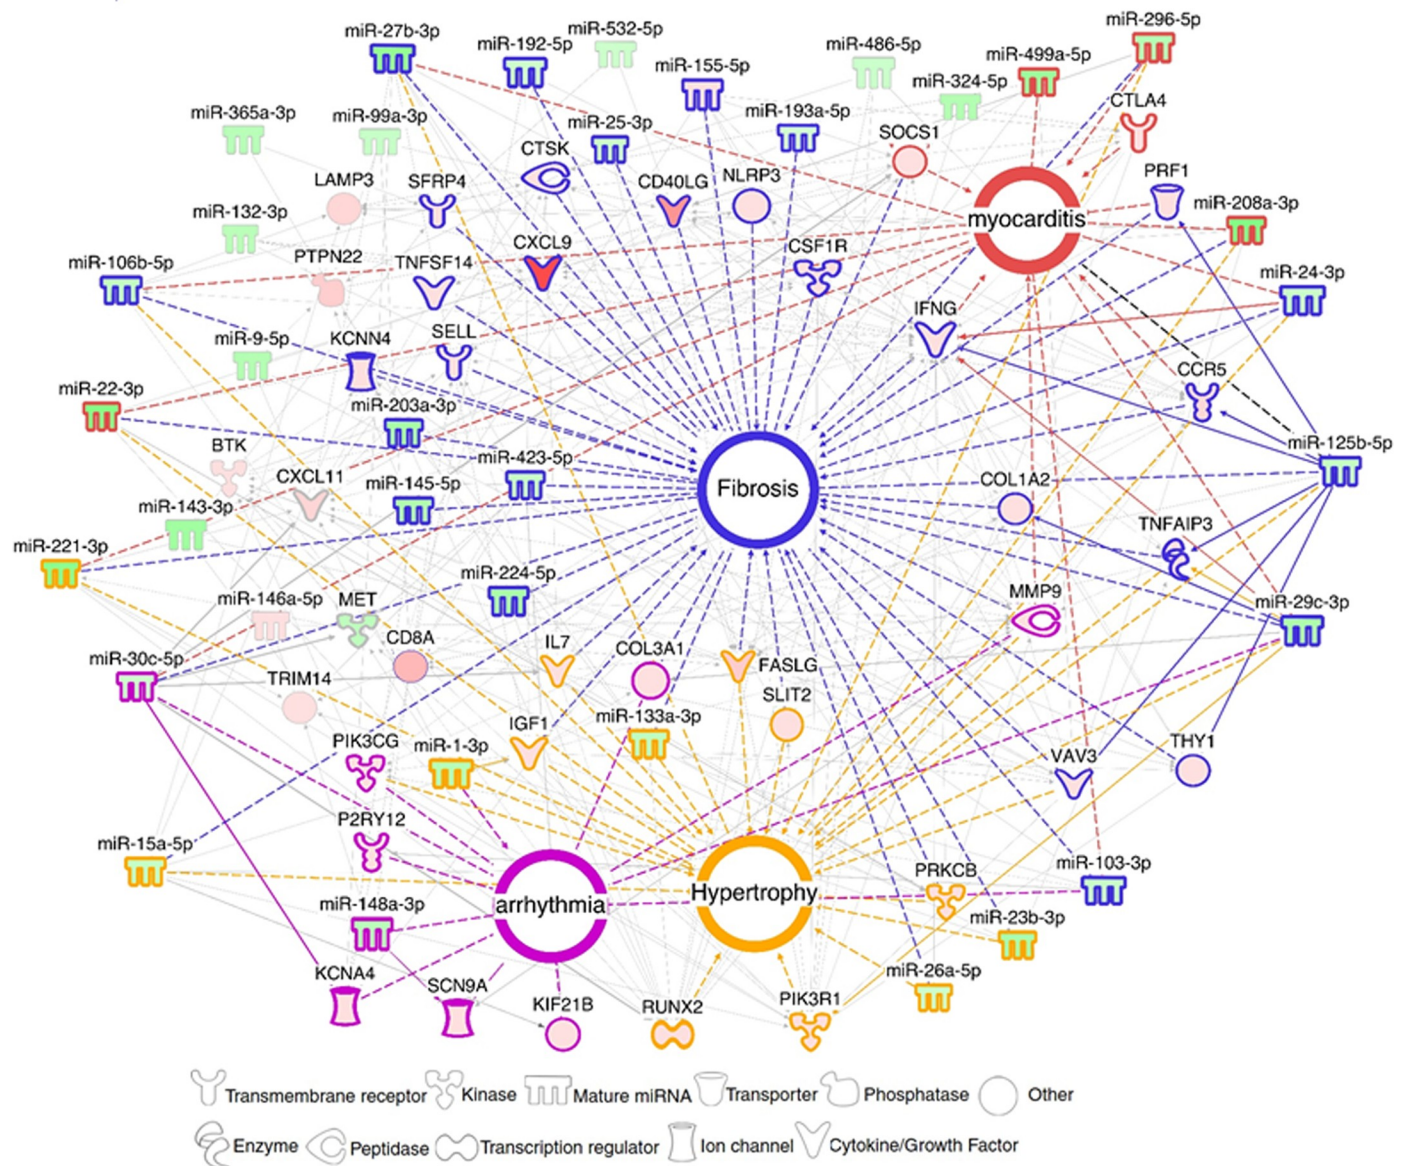 miR-27b-3p
miR-192-5p
miR-532-5p
miR-155-5p
miR-486-5p
miR-499a-5p
miR-296-5p
miR-365a-3p
miR-99a-3p
miR-25-3p
miR-193a-5p
miR-324-5p
CTLA4
CTSK
SOCS1
LAMP3
SFRP4
CD40LG
NLRP3
PRF1
miR-132-3p
myocarditis
miR-208a-3p
PTPN22
TNFSF14
CXCL9
CSF1R
miR-106b-5p
miR-24-3p
miR-9-5p
KCNN4
SELL
IFNG
miR-22-3p
miR-203a-3p
CCR5
BTK
CXCL11
miR-145-5p
miR-423-5p
Fibrosis
COL1A2
miR-125b-5p
miR-143-3p
TNFAIP3
miR-221-3p
miR-224-5p
miR-146a-5p
MET
MMP9
miR-29c-3p
miR-30c-5p
CD8A
IL7
COL3A1
FASLG
TRIM14
SLIT2
PIK3CG
miR-1-3p
IGF1
miR-133a-3p
VAV3
THY1
P2RY12
miR-15a-5p
miR-148a-3p
arrhythmia
Hypertrophy
PRKCB
miR-103-3p
miR-23b-3p
KCNA4
SCN9A
KIF21B
RUNX2
PIK3R1
miR-26a-5p
Transmembrane receptor Kinase Mature miRNA Transporter Phosphatase Other
Enzyme Peptidase Transcription regulator Ion channel Cytokine/Growth Factor